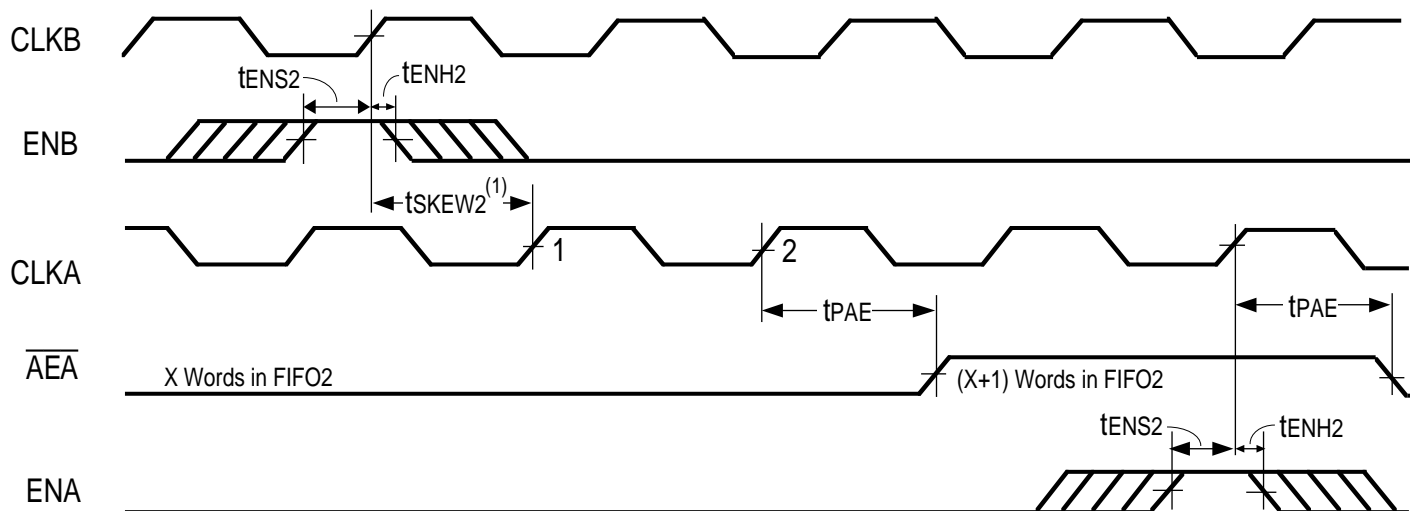 CLKB
tENS2
tENH2
ENB
tSKEW2(1)
CLKA
1
2
tPAE
tPAE
AEA
X Words in FIFO2
(X+1) Words in FIFO2
tENS2
tENH2
ENA